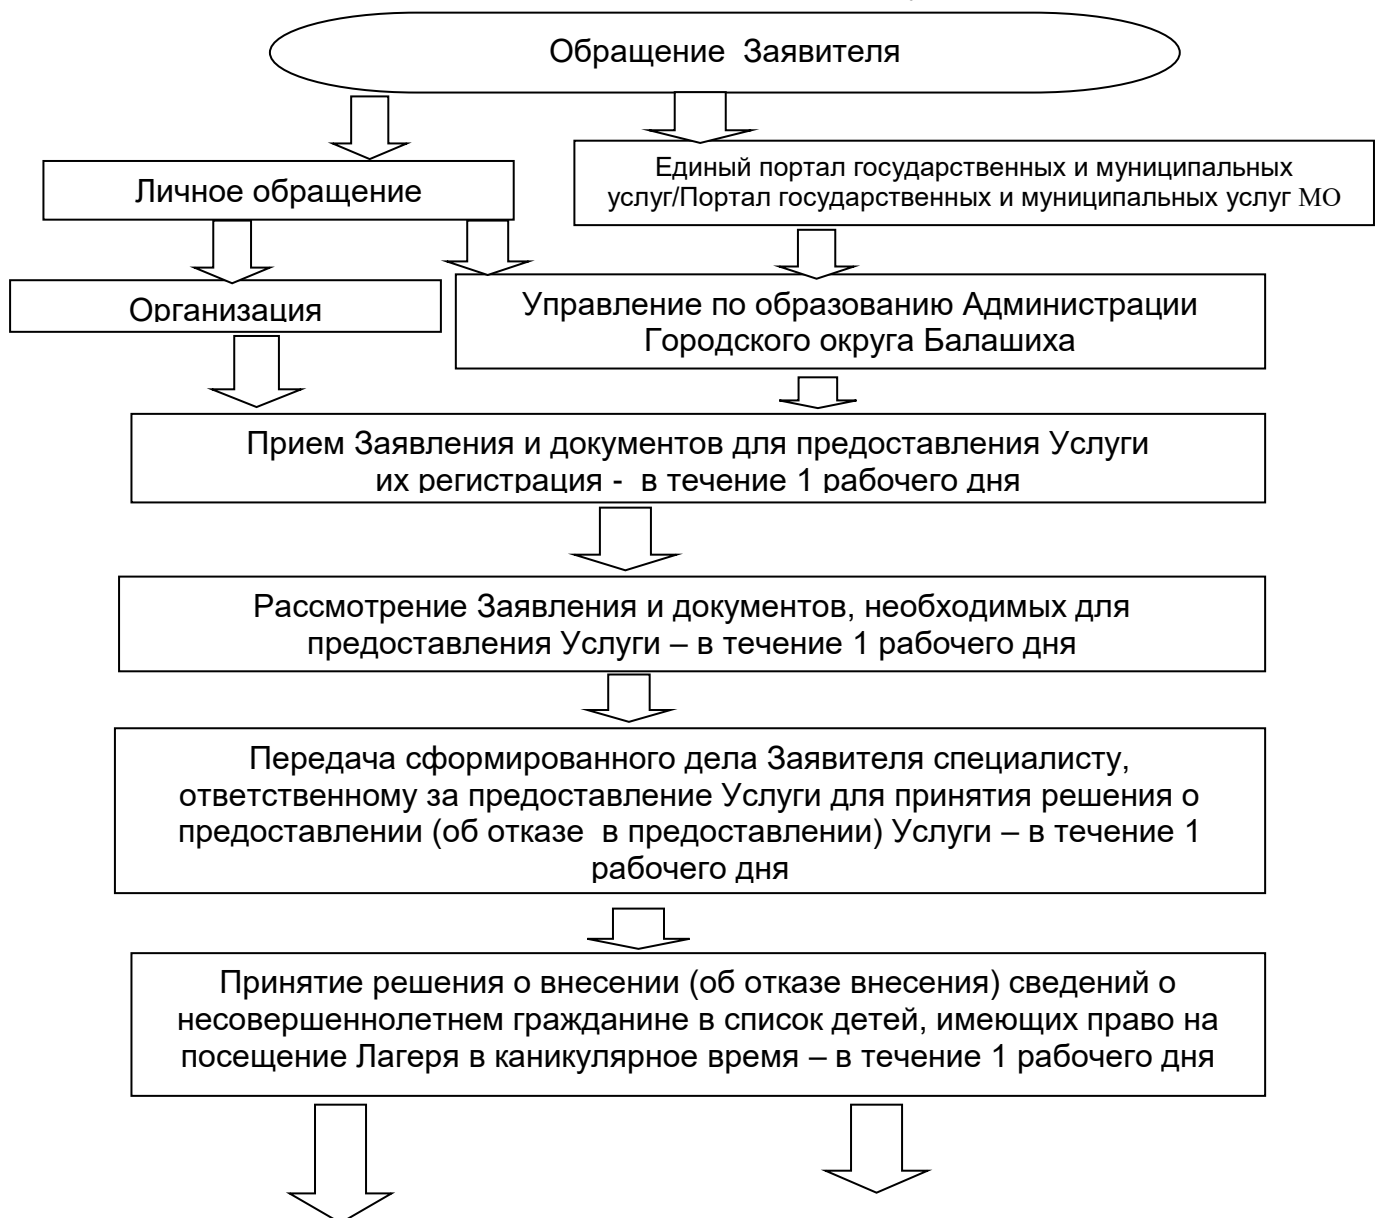 Обращение Заявителя
Личное обращение
Единый портал государственных и муниципальных
услуг/Портал государственных и муниципальных услуг МО
Организация
Управление по образованию Администрации
Городского округа Балашиха
Прием Заявления и документов для предоставления Услуги
их регистрация - в течение 1 рабочего дня
Рассмотрение Заявления и документов, необходимых для
предоставления Услуги – в течение 1 рабочего дня
Передача сформированного дела Заявителя специалисту,
ответственному за предоставление Услуги для принятия решения о
предоставлении (об отказе в предоставлении) Услуги – в течение 1
рабочего дня
Принятие решения о внесении (об отказе внесения) сведений о
несовершеннолетнем гражданине в список детей, имеющих право на
посещение Лагеря в каникулярное время – в течение 1 рабочего дня